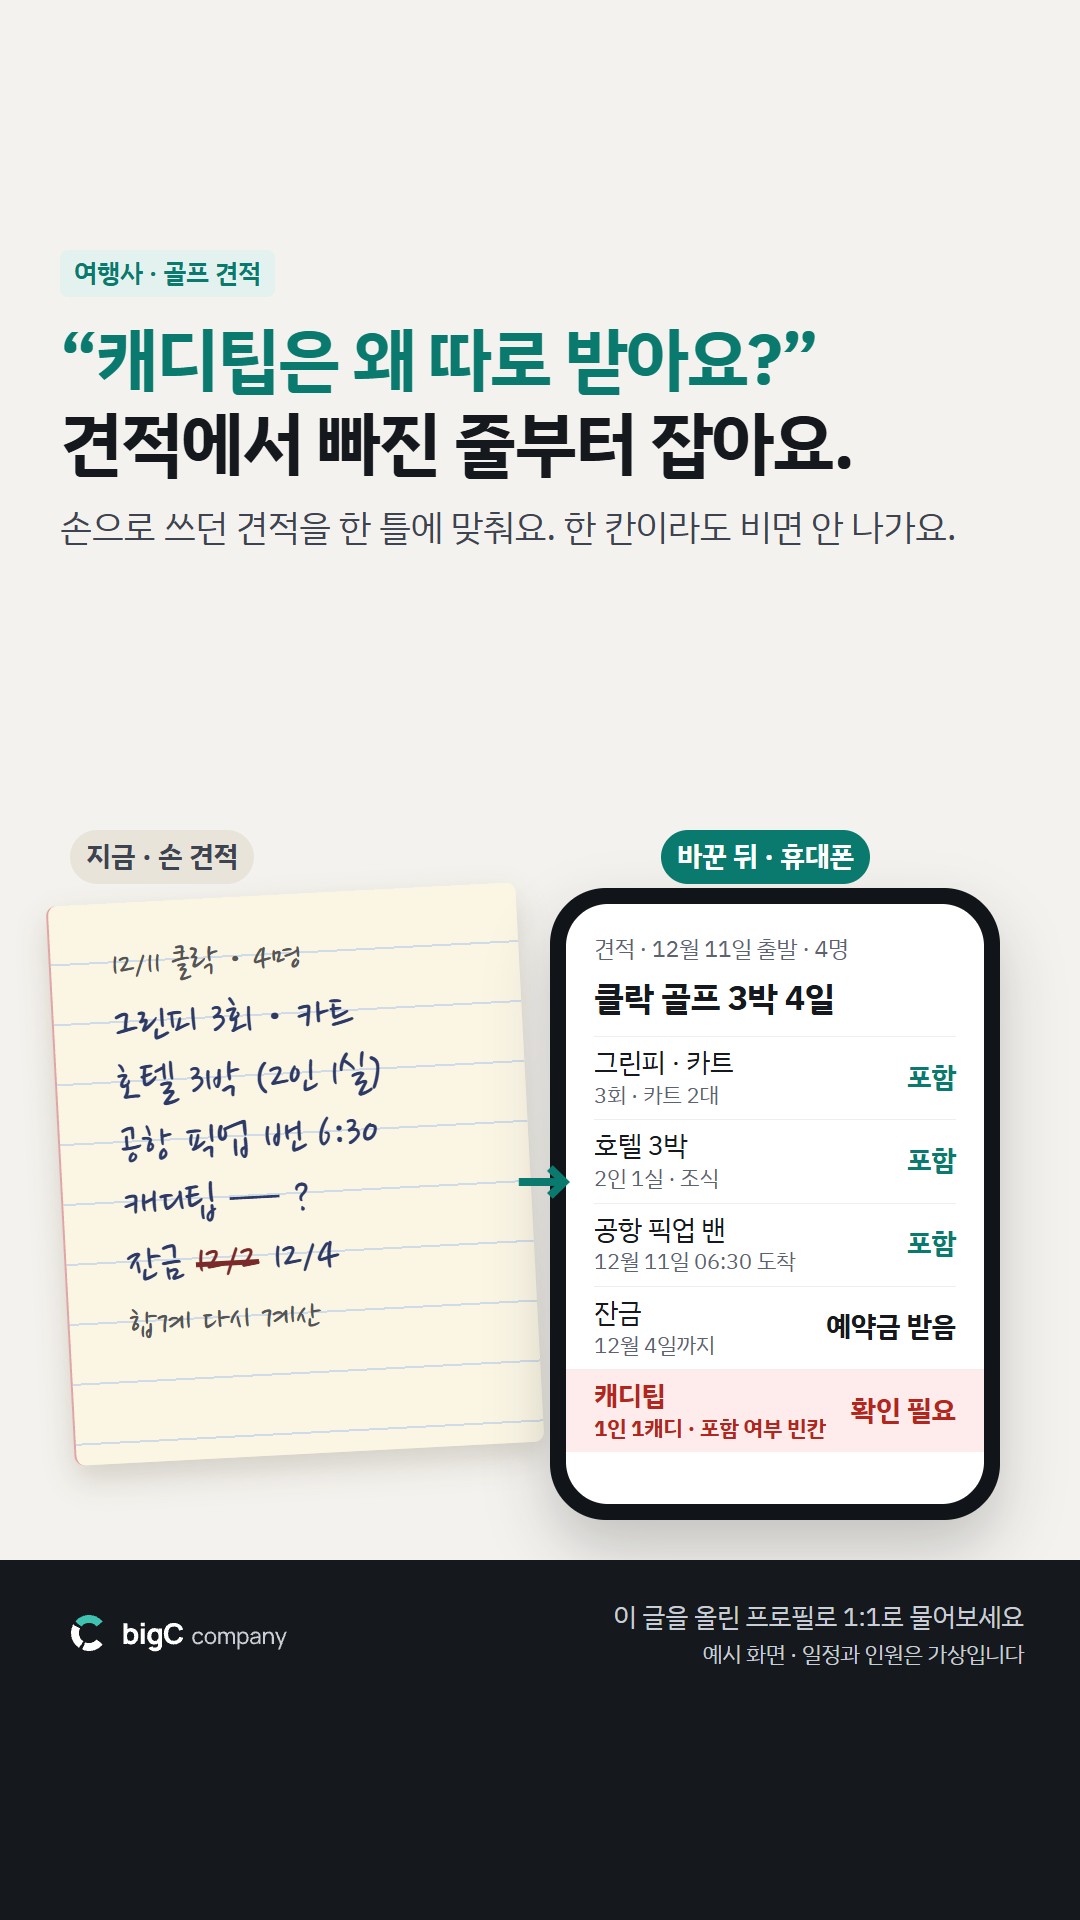 여행사 · 골프 견적
“캐디팁은 왜 따로 받아요?”
견적에서 빠진 줄부터 잡아요.
손으로 쓰던 견적을 한 틀에 맞춰요. 한 칸이라도 비면 안 나가요.
지금 · 손 견적
12/11 클락 · 4명
그린피 3회 · 카트
호텔 3박 (2인 1실)
공항 픽업 밴 6:30
캐디팁 —— ?
잔금 12/2 12/4
합계 다시 계산
바꾼 뒤 · 휴대폰
견적 · 12월 11일 출발 · 4명
클락 골프 3박 4일
그린피 · 카트
3회 · 카트 2대
포함
호텔 3박
2인 1실 · 조식
포함
공항 픽업 밴
12월 11일 06:30 도착
포함
잔금
12월 4일까지
예약금 받음
캐디팁
1인 1캐디 · 포함 여부 빈칸
확인 필요
bigC company
이 글을 올린 프로필로 1:1로 물어보세요
예시 화면 · 일정과 인원은 가상입니다